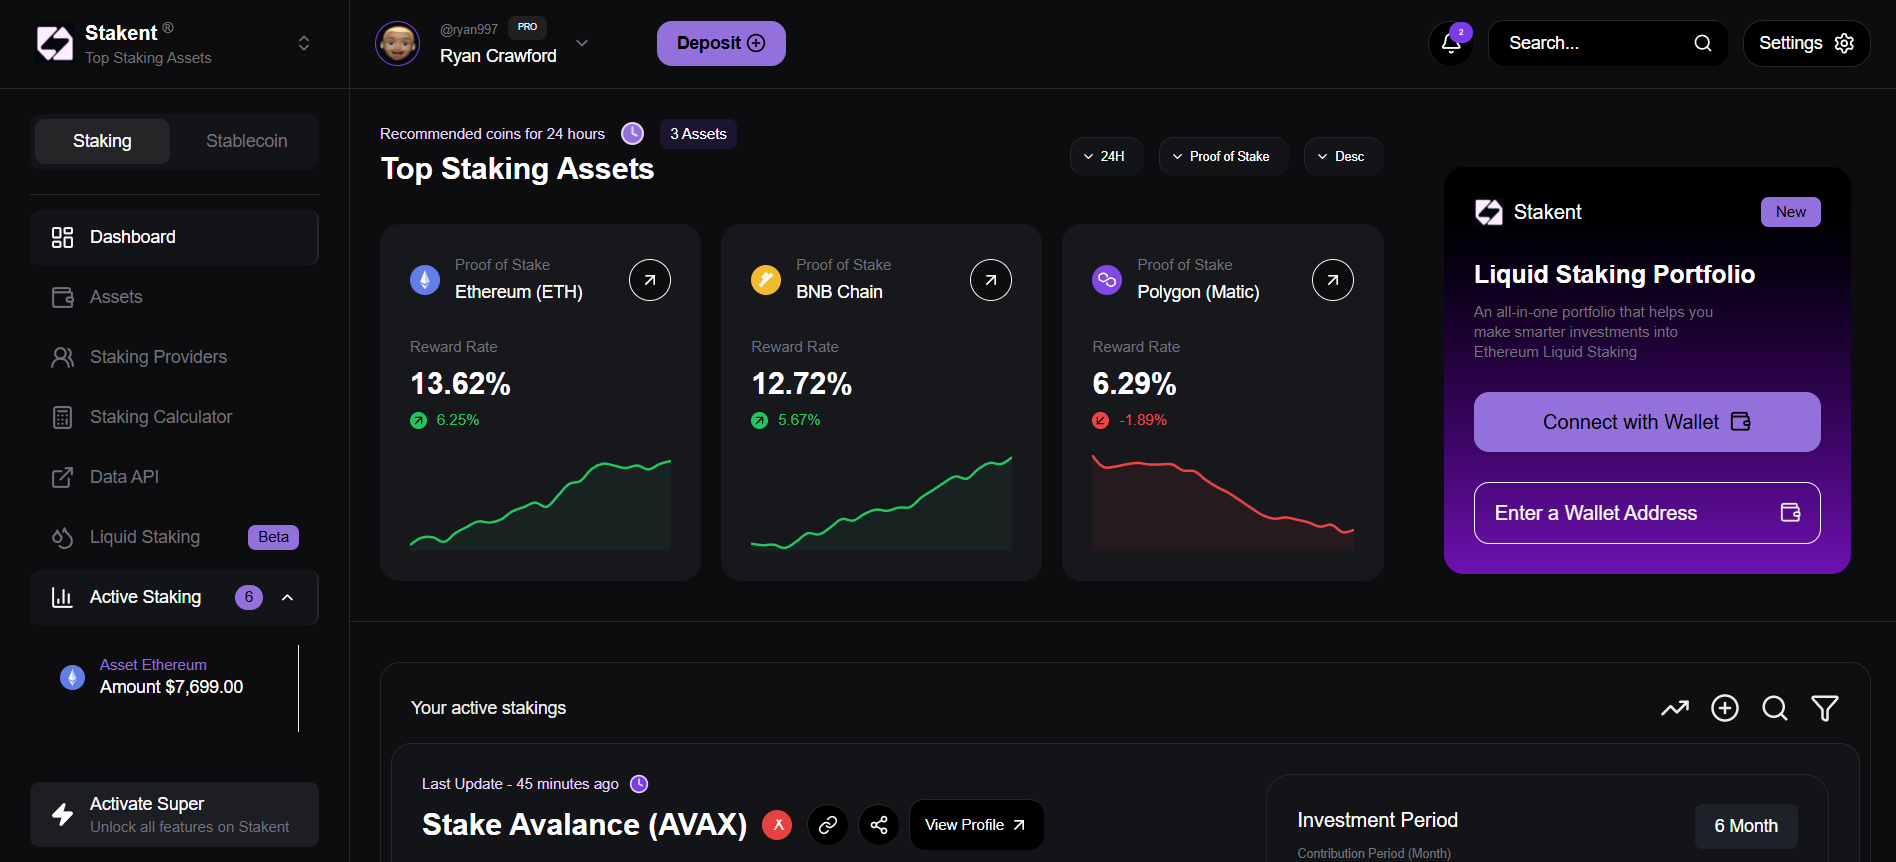 Stakent ®
Top Staking Assets
@ryan997 PRO
Ryan Crawford
Deposit
2
Search...
Settings
Staking
Stablecoin
Dashboard
Assets
Staking Providers
Staking Calculator
Data API
Liquid Staking Beta
Active Staking 6
Asset Ethereum
Amount $7,699.00
Activate Super
Unlock all features on Stakent
Recommended coins for 24 hours 3 Assets
Top Staking Assets
24H
Proof of Stake
Desc
Proof of Stake
Ethereum (ETH)
Reward Rate
13.62%
6.25%
Proof of Stake
BNB Chain
Reward Rate
12.72%
5.67%
Proof of Stake
Polygon (Matic)
Reward Rate
6.29%
-1.89%
Stakent New
Liquid Staking Portfolio
An all-in-one portfolio that helps you
make smarter investments into
Ethereum Liquid Staking
Connect with Wallet
Enter a Wallet Address
Your active stakings
Last Update - 45 minutes ago
Stake Avalance (AVAX)
View Profile
Investment Period
Contribution Period (Month)
6 Month